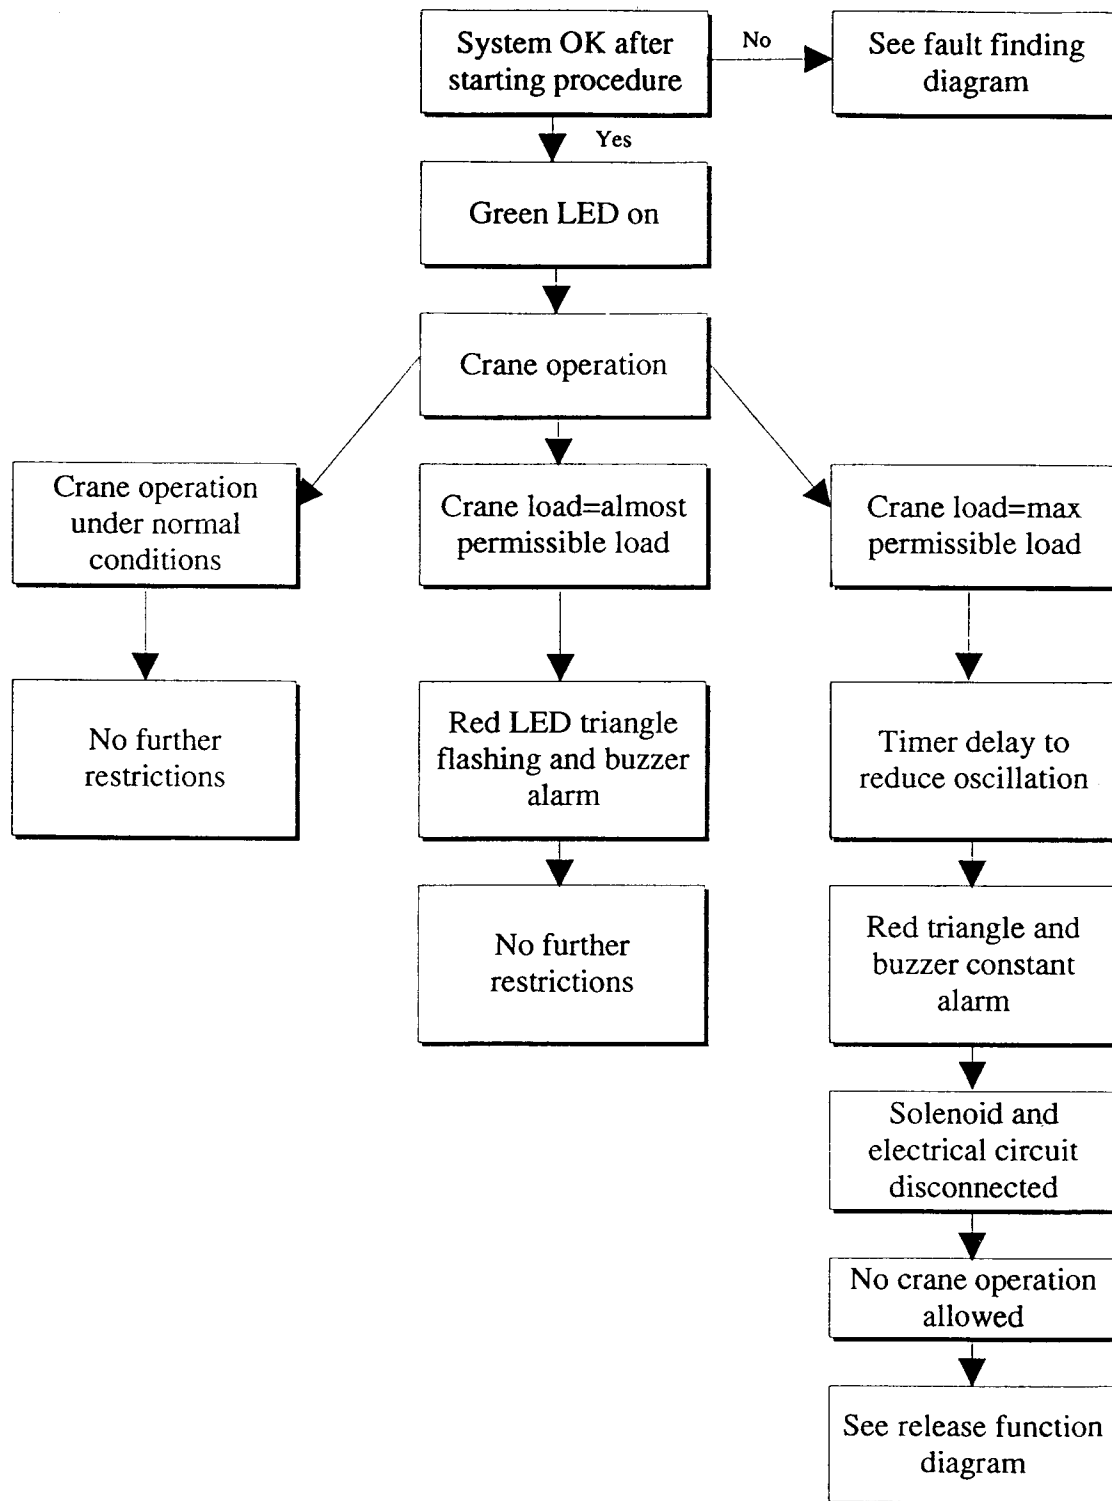 System OK after
starting procedure
No
See fault finding
diagram
Yes
Green LED on
Crane operation
Crane operation
under normal
conditions
Crane load=almost
permissible load
Crane load=max
permissible load
No further
restrictions
Red LED triangle
flashing and buzzer
alarm
Timer delay to
reduce oscillation
No further
restrictions
Red triangle and
buzzer constant
alarm
Solenoid and
electrical circuit
disconnected
No crane operation
allowed
See release function
diagram